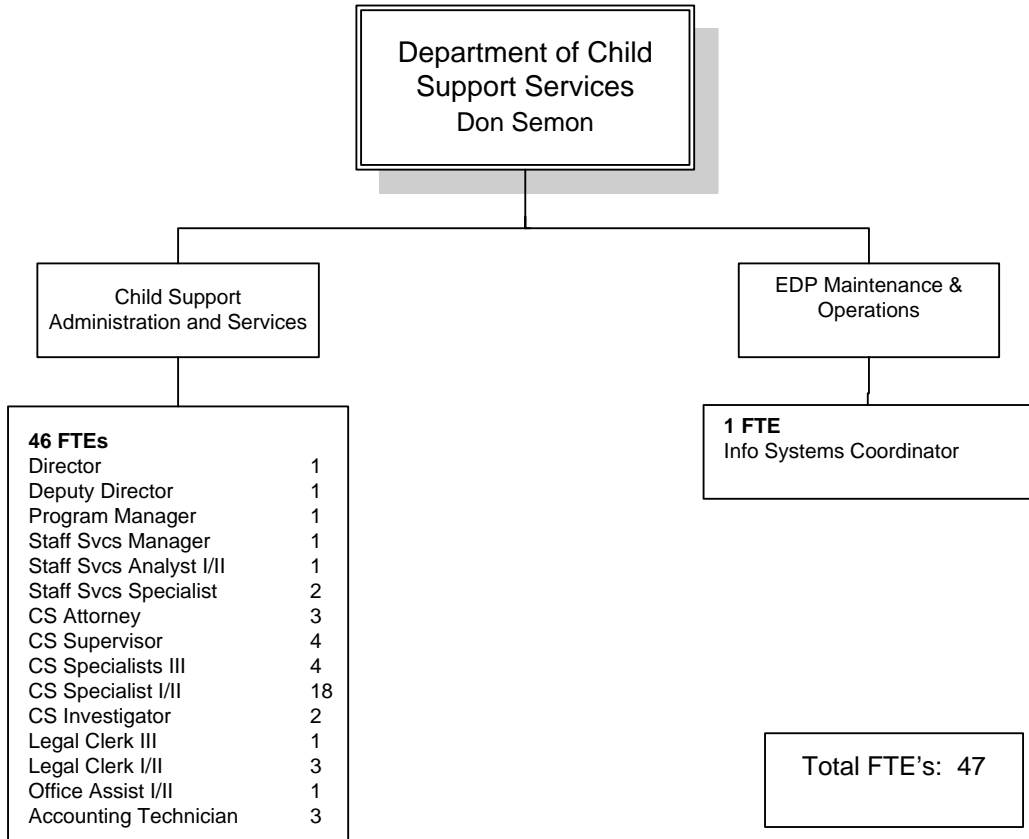 Department of Child
Support Services
Don Semon
Child Support
Administration and Services
EDP Maintenance &
Operations
46 FTEs
Director 1
Deputy Director 1
Program Manager 1
Staff Svcs Manager 1
Staff Svcs Analyst I/II 1
Staff Svcs Specialist 2
CS Attorney 3
CS Supervisor 4
CS Specialists III 4
CS Specialist I/II 18
CS Investigator 2
Legal Clerk III 1
Legal Clerk I/II 3
Office Assist I/II 1
Accounting Technician 3
1 FTE
Info Systems Coordinator
Total FTE's: 47